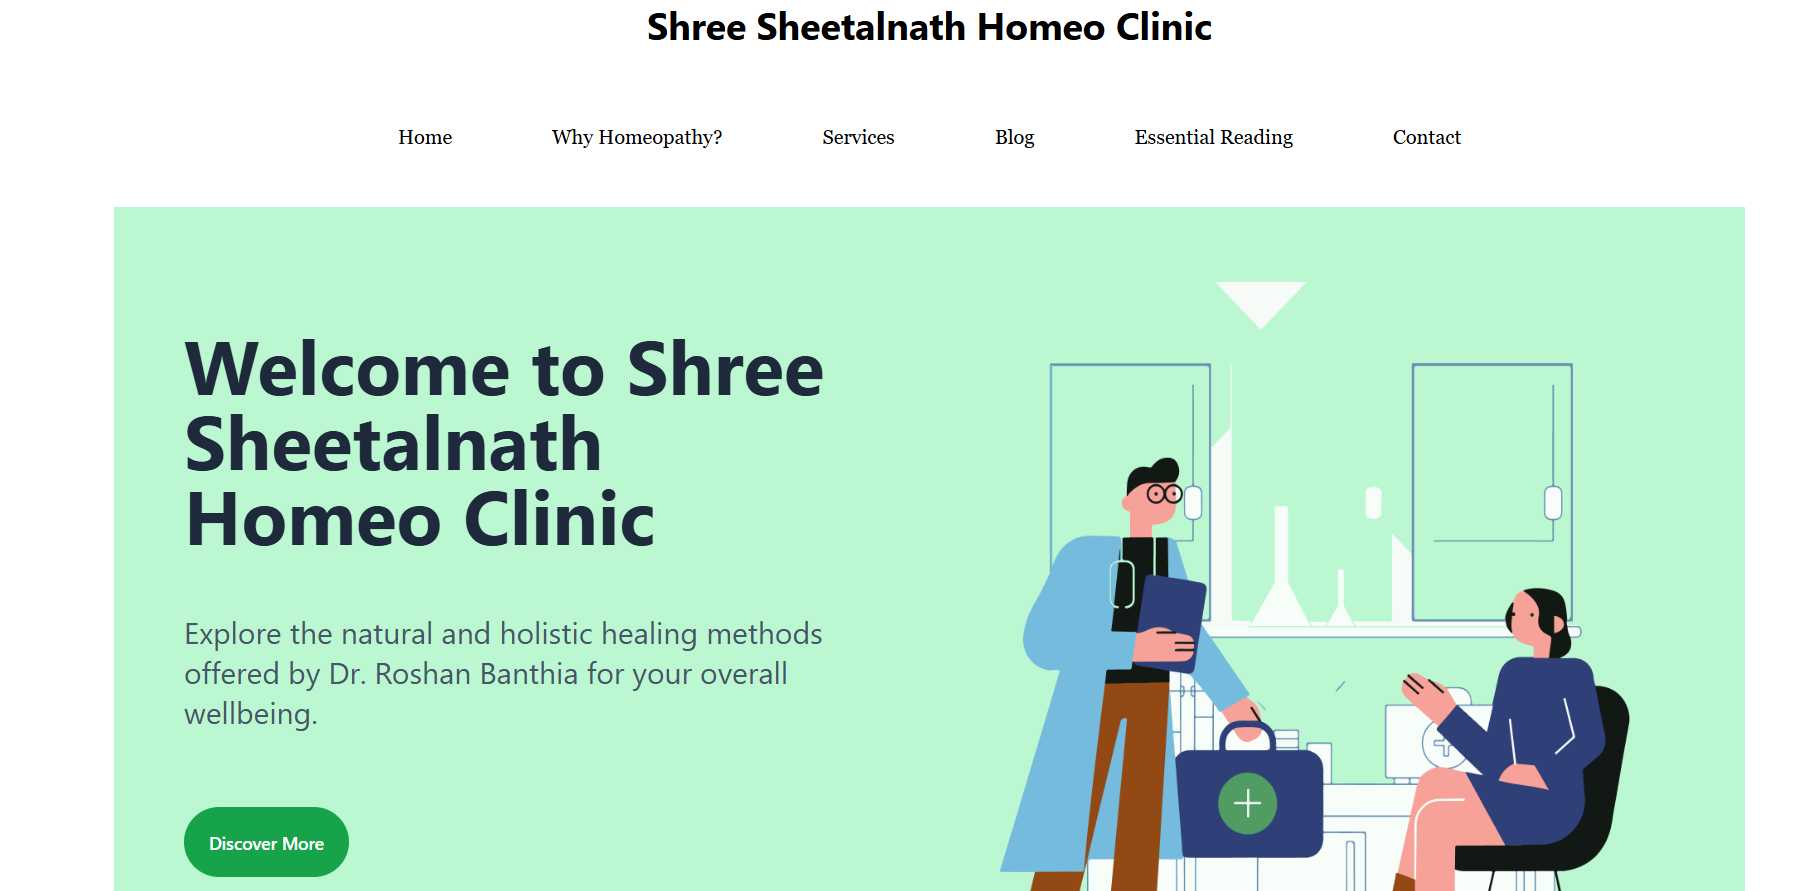 Shree Sheetalnath Homeo Clinic
Home Why Homeopathy? Services Blog Essential Reading Contact
Welcome to Shree
Sheetalnath
Homeo Clinic
Explore the natural and holistic healing methods
offered by Dr. Roshan Banthia for your overall
wellbeing.
Discover More